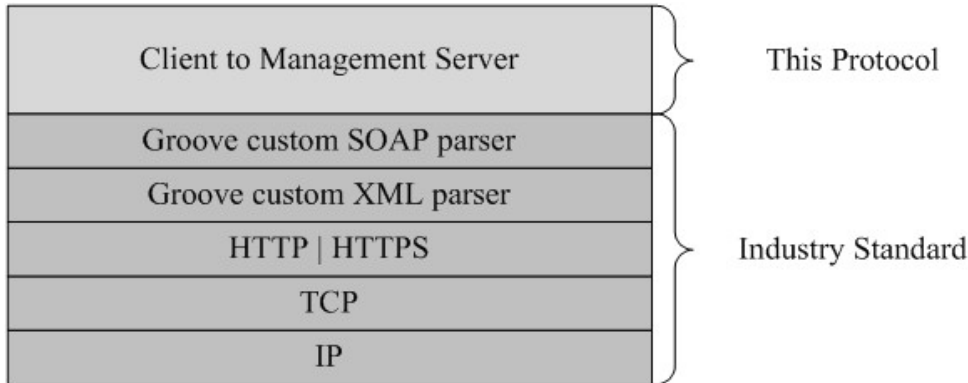 Client to Management Server
This Protocol
Groove custom SOAP parser
Groove custom XML parser
HTTP | HTTPS
Industry Standard
TCP
IP